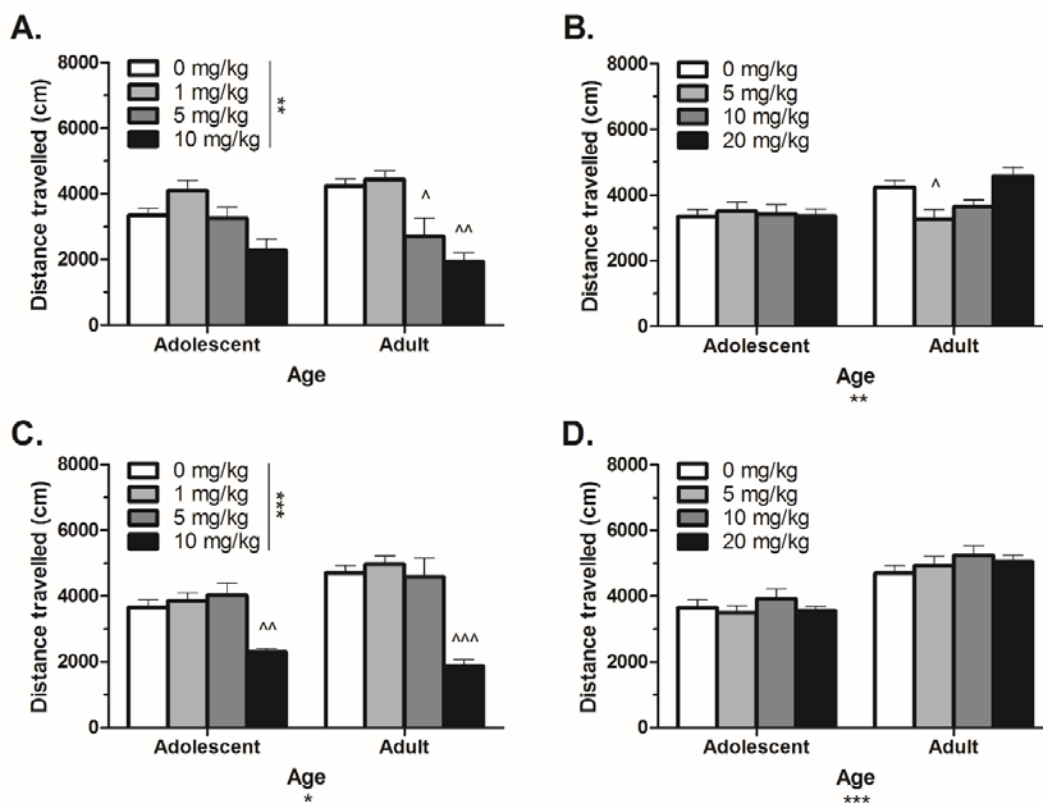 A.
0 mg/kg
1 mg/kg
5 mg/kg
10 mg/kg
**
Distance travelled (cm)
8000
6000
4000
2000
0
^
^^
Adolescent
Adult
Age
B.
0 mg/kg
5 mg/kg
10 mg/kg
20 mg/kg
Distance travelled (cm)
8000
6000
4000
2000
0
^
Adolescent
Adult
Age
**
C.
0 mg/kg
1 mg/kg
5 mg/kg
10 mg/kg
***
Distance travelled (cm)
8000
6000
4000
2000
0
^^
^^^
Adolescent
Adult
Age
*
D.
0 mg/kg
5 mg/kg
10 mg/kg
20 mg/kg
Distance travelled (cm)
8000
6000
4000
2000
0
Adolescent
Adult
Age
***